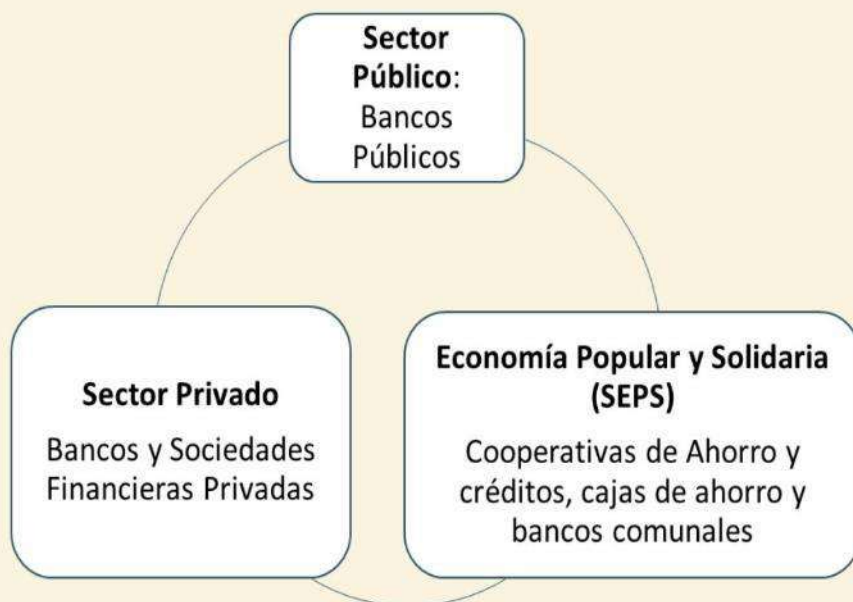 Sector
Público:
Bancos
Públicos
Sector Privado
Bancos y Sociedades
Financieras Privadas
Economía Popular y Solidaria
(SEPS)
Cooperativas de Ahorro y
créditos, cajas de ahorro y
bancos comunales